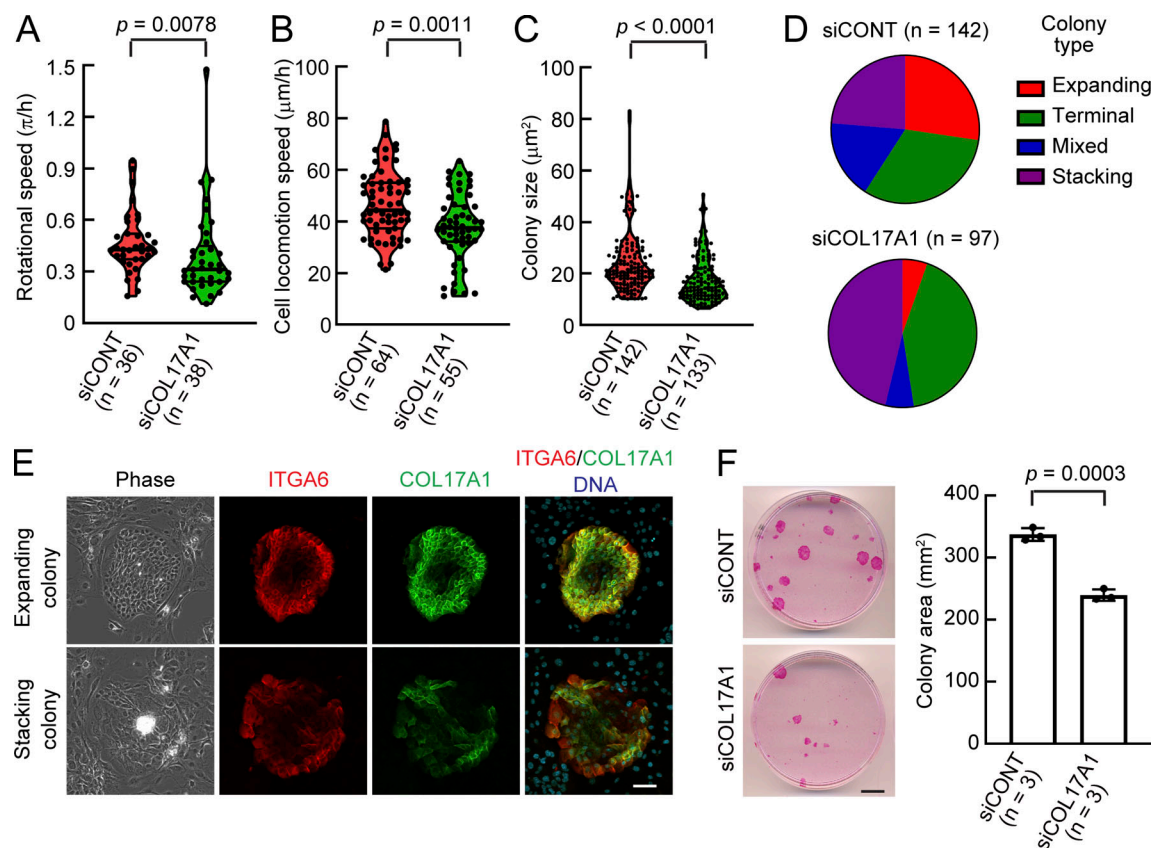 A
p = 0.0078
Rotational speed (π/h)
1.5
1.2
0.9
0.6
0.3
0
siCONT
(n = 36)
siCOL17A1
(n = 38)
B
p = 0.0011
Cell locomotion speed (μm/h)
100
80
60
40
20
0
siCONT
(n = 64)
siCOL17A1
(n = 55)
C
p < 0.0001
Colony size (μm²)
100
80
60
40
20
0
siCONT
(n = 142)
siCOL17A1
(n = 133)
D
siCONT (n = 142)
siCOL17A1 (n = 97)
Colony
type
Expanding
Terminal
Mixed
Stacking
E
Phase
ITGA6
COL17A1
ITGA6/COL17A1
DNA
Expanding
colony
Stacking
colony
F
siCONT
siCOL17A1
p = 0.0003
Colony area (mm²)
400
300
200
100
0
siCONT
(n = 3)
siCOL17A1
(n = 3)